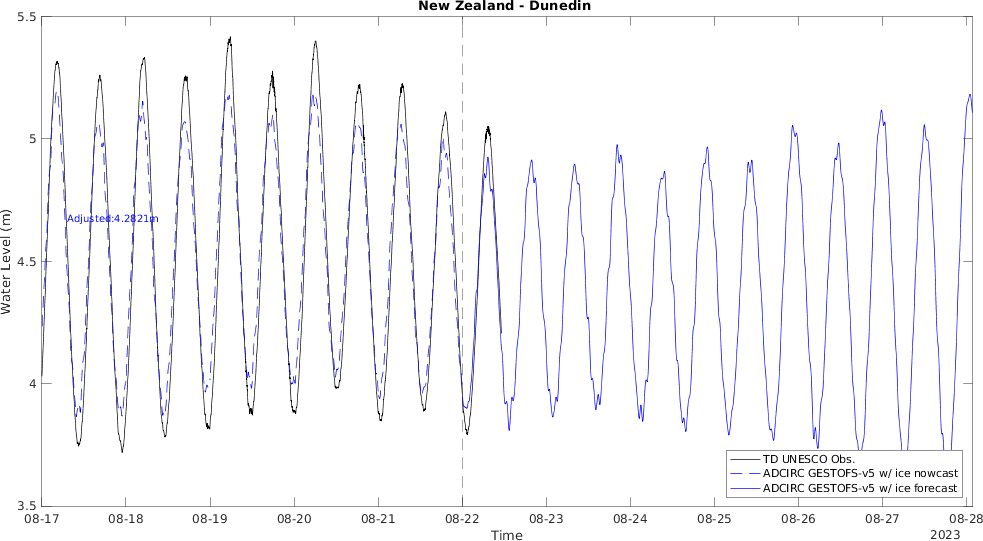 New Zealand - Dunedin
5.5
5
4.5
4
3.5
Water Level (m)
Adjusted:4.2821m
TD UNESCO Obs.
ADCIRC GESTOFS-v5 w/ ice nowcast
ADCIRC GESTOFS-v5 w/ ice forecast
08-17 08-18 08-19 08-20 08-21 08-22 08-23 08-24 08-25 08-26 08-27 08-28
Time
2023